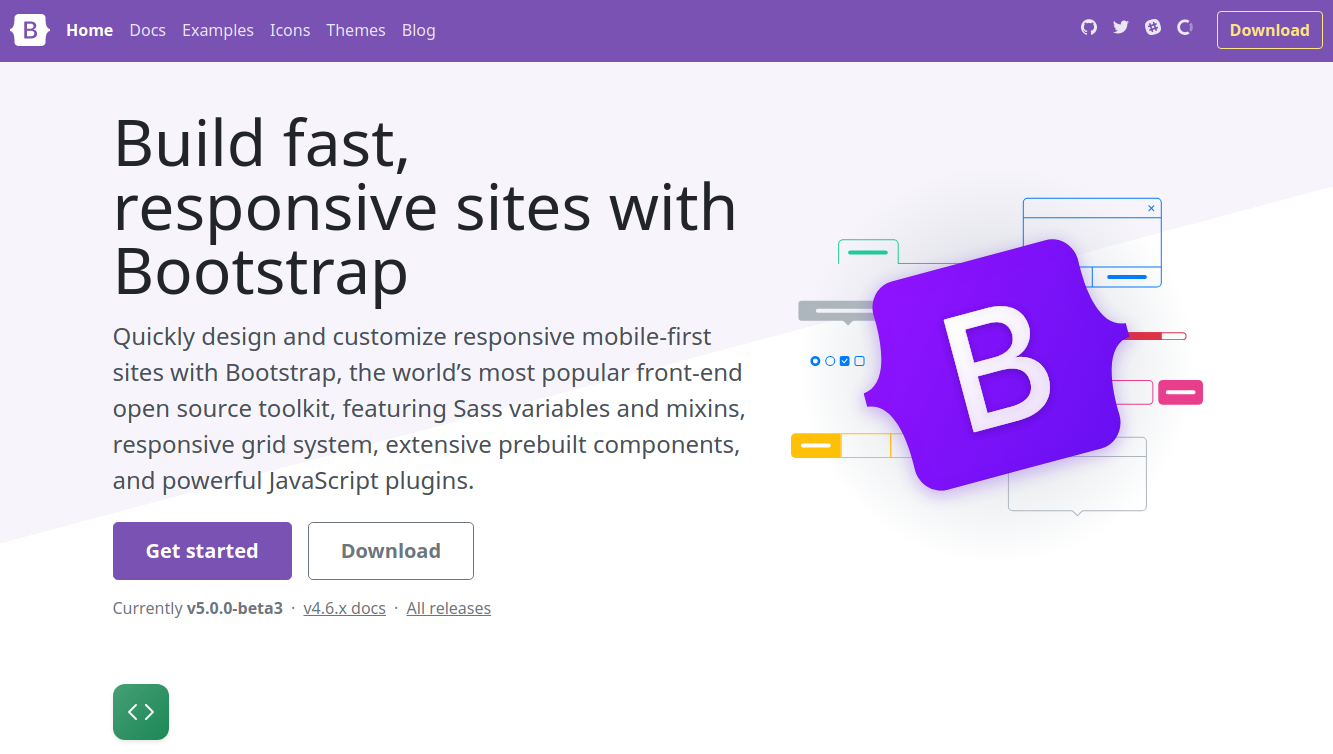 B Home Docs Examples Icons Themes Blog Download
Build fast,
responsive sites with
Bootstrap
Quickly design and customize responsive mobile-first
sites with Bootstrap, the world’s most popular front-end
open source toolkit, featuring Sass variables and mixins,
responsive grid system, extensive prebuilt components,
and powerful JavaScript plugins.
B
Get started Download
Currently v5.0.0-beta3 · v4.6.x docs · All releases